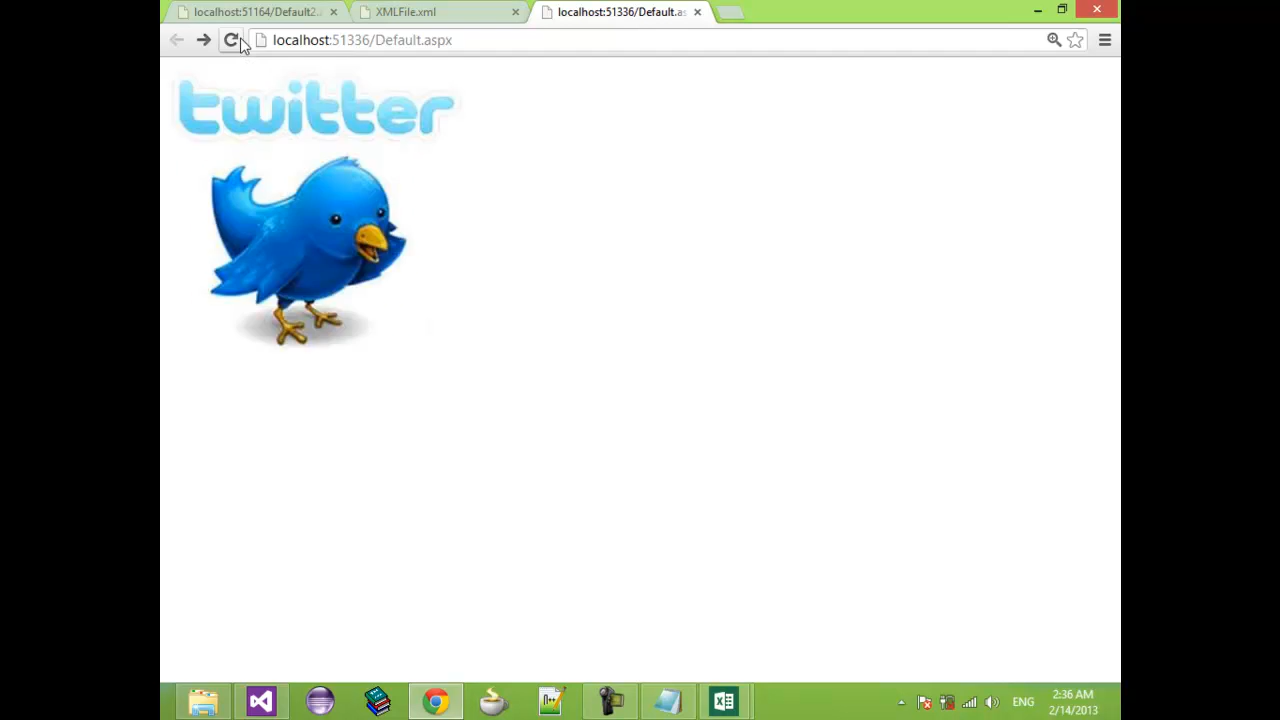 localhost:51164/Default2.
XMLFile.xml
localhost:51336/Default.as
localhost:51336/Default.aspx
twitter
ENG
2:36 AM
2/14/2013